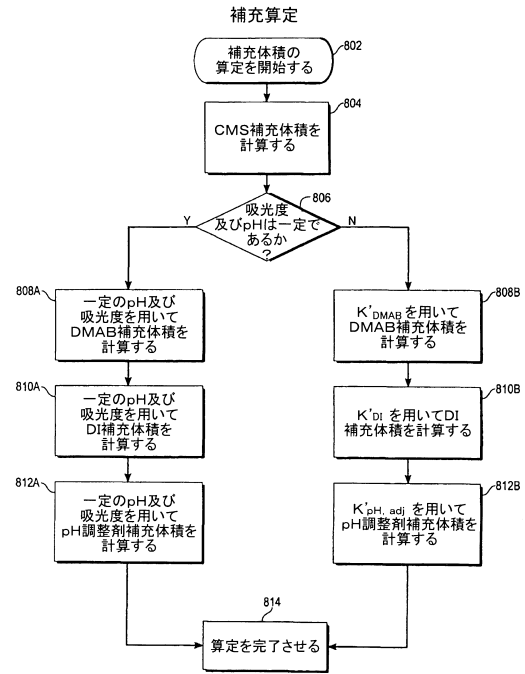 補充算定
補充体積の
算定を開始する
802
804
CMS補充体積を
計算する
806
吸光度
及びpHは一定で
あるか
?
Y
N
808A
一定のpH及び
吸光度を用いて
DMAB補充体積を
計算する
808B
K'DMAB を用いて
DMAB補充体積を
計算する
810A
一定のpH及び
吸光度を用いて
DI補充体積を
計算する
810B
K'DI を用いてDI
補充体積を計算する
812A
一定のpH及び
吸光度を用いて
pH調整剤補充体積を
計算する
812B
K'pH, adj を用いて
pH調整剤補充体積を
計算する
814
算定を完了させる